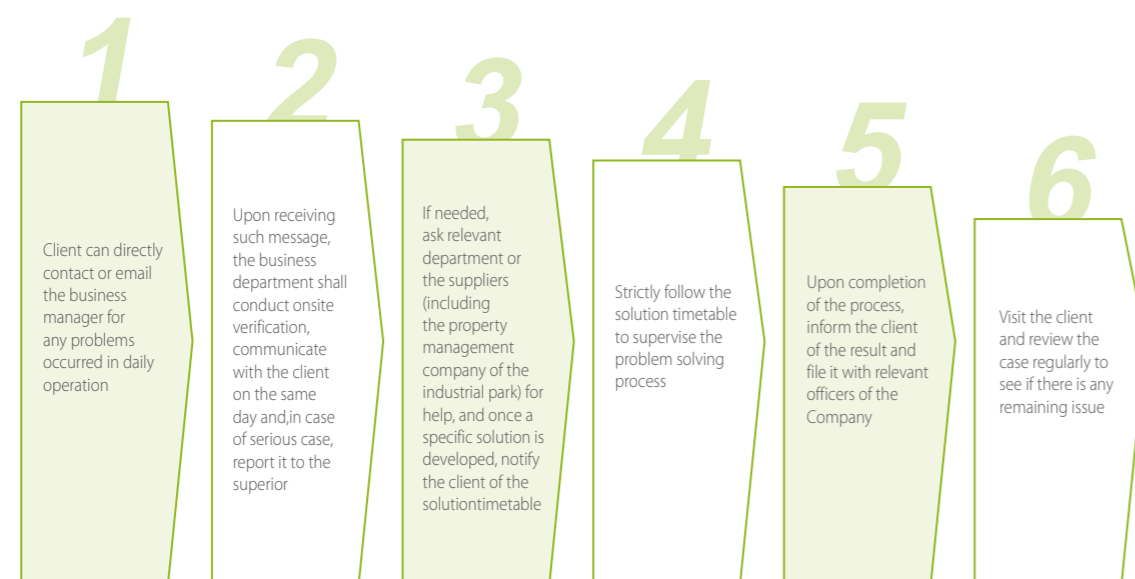 1
Client can directly
contact or email
the business
manager for
any problems
occurred in daily
operation
2
Upon receiving
such message,
the business
department shall
conduct onsite
verification,
communicate
with the client
on the same
day and,in case
of serious case,
report it to the
superior
3
If needed,
ask relevant
department or
the suppliers
(including
the property
management
company of the
industrial park) for
help, and once a
specific solution is
developed, notify
the client of the
solutiontimetable
4
Strictly follow the
solution timetable
to supervise the
problem solving
process
5
Upon completion
of the process,
inform the client
of the result and
file it with relevant
officers of the
Company
6
Visit the client
and review the
case regularly to
see if there is any
remaining issue